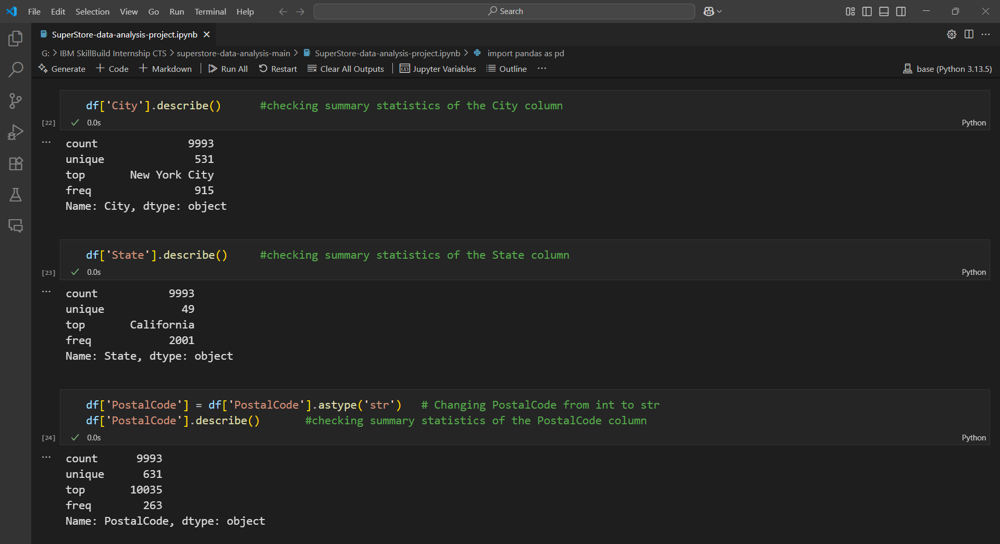 File Edit Selection View Go Run Terminal Help Search
SuperStore-data-analysis-project.ipynb
G: > IBM SkillBuild Internship CTS > superstore-data-analysis-main > SuperStore-data-analysis-project.ipynb > import pandas as pd
Generate + Code + Markdown | Run All Restart Clear All Outputs | Jupyter Variables Outline ... base (Python 3.13.5)
df['City'].describe()      #checking summary statistics of the City column
[22] ✓ 0.0s Python
... count 9993
unique 531
top New York City
freq 915
Name: City, dtype: object
df['State'].describe()     #checking summary statistics of the State column
[23] ✓ 0.0s Python
... count 9993
unique 49
top California
freq 2001
Name: State, dtype: object
df['PostalCode'] = df['PostalCode'].astype('str')   # Changing PostalCode from int to str
df['PostalCode'].describe()       #checking summary statistics of the PostalCode column
[24] ✓ 0.0s Python
... count 9993
unique 631
top 10035
freq 263
Name: PostalCode, dtype: object